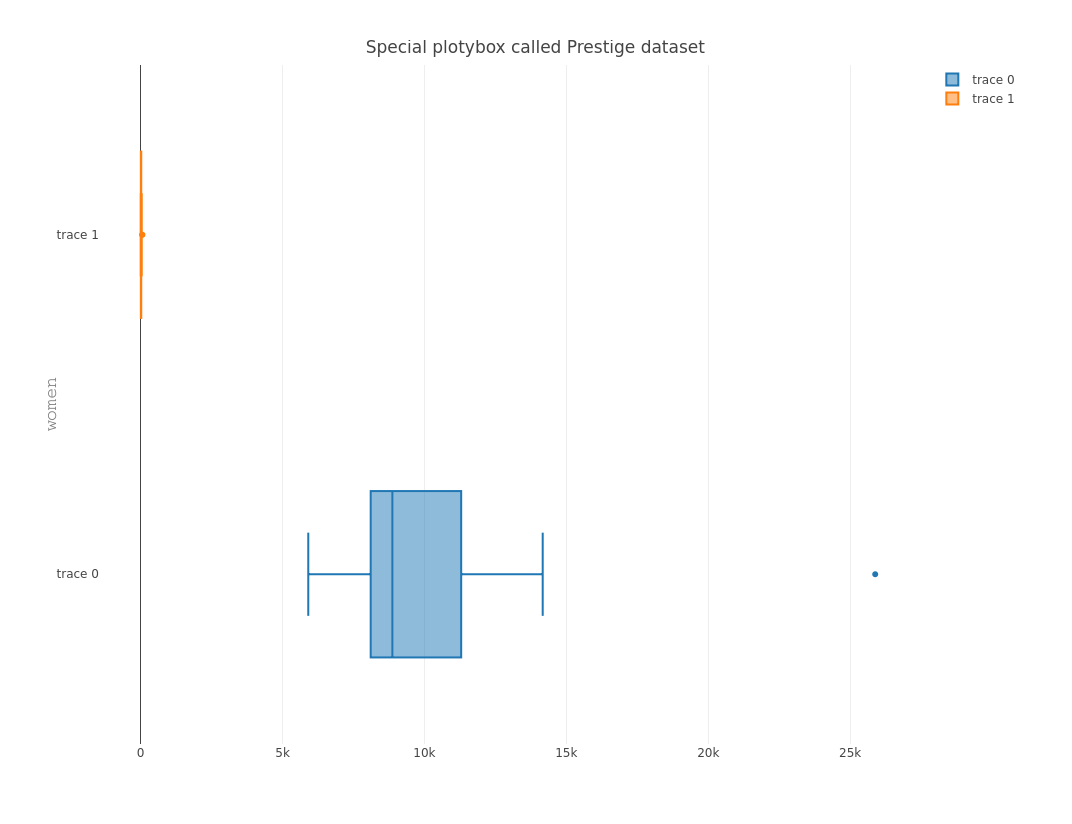 Special plotybox called Prestige dataset
trace 0
trace 1
trace 1
women
trace 0
0
5k
10k
15k
20k
25k